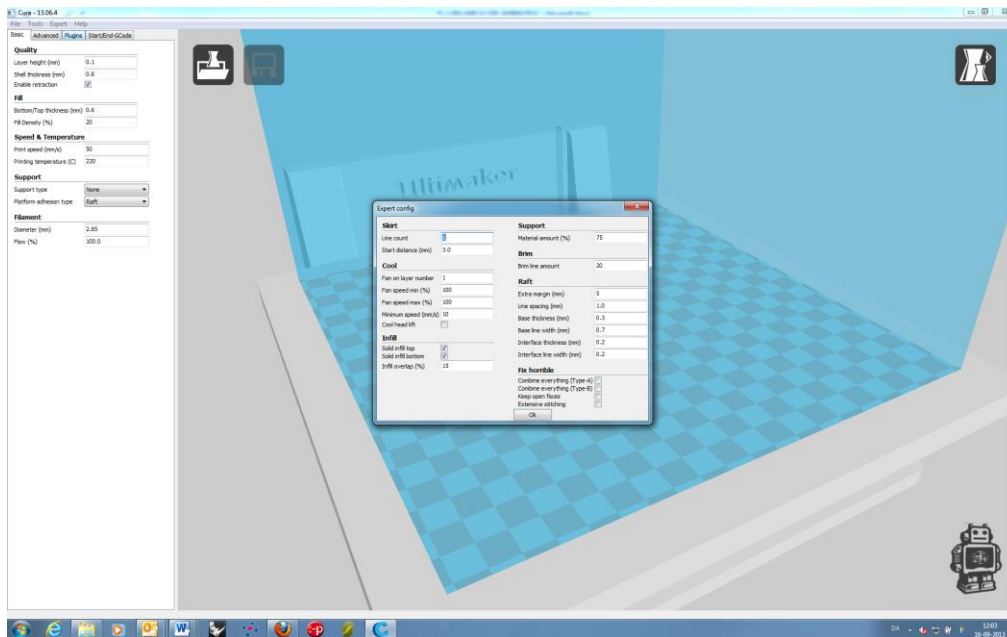 Cura - 13.06.4
File Tools Expert Help
Basic Advanced Plugins Start/End-GCode
Quality
Layer height (mm) 0.1
Shell thickness (mm) 0.8
Enable retraction
Fill
Bottom/Top thickness (mm) 0.6
Fill Density (%) 20
Speed & Temperature
Print speed (mm/s) 50
Printing temperature (C) 220
Support
Support type None
Platform adhesion type Raft
Filament
Diameter (mm) 2.85
Flow (%) 100.0
Ultimaker
Expert config
Skirt
Line count
Start distance (mm) 3.0
Cool
Fan on layer number 1
Fan speed min (%) 100
Fan speed max (%) 100
Minimum speed (mm/s) 10
Cool head lift
Infill
Solid infill top
Solid infill bottom
Infill overlap (%) 15
Support
Material amount (%) 75
Brim
Brim line amount 20
Raft
Extra margin (mm) 5
Line spacing (mm) 1.0
Base thickness (mm) 0.3
Base line width (mm) 0.7
Interface thickness (mm) 0.2
Interface line width (mm) 0.2
Fix horrible
Combine everything (Type-A)
Combine everything (Type-B)
Keep open faces
Extensive stitching
Ok
DA
12:03